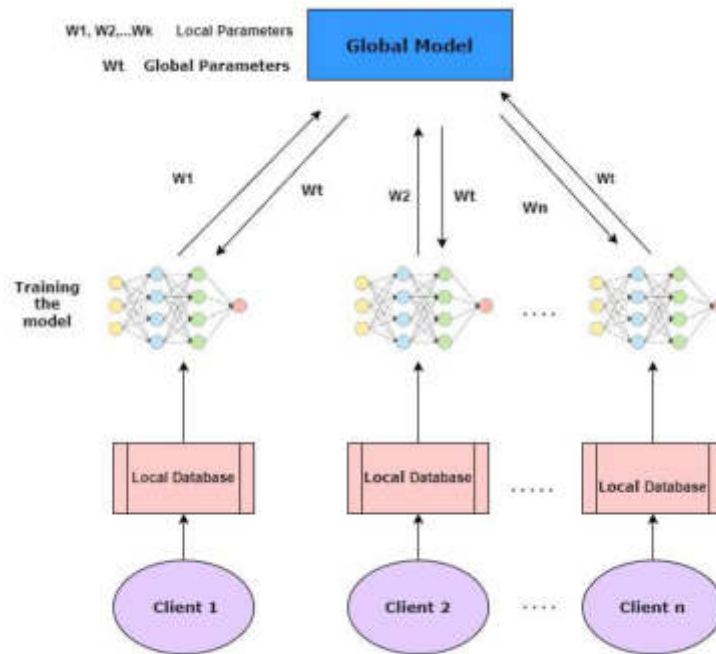 W1, W2,...Wk Local Parameters
Wt Global Parameters
Global Model
W1
Wt
W2
Wt
Wn
Wt
Training
the
model
Local Database
Local Database
Local Database
Client 1
Client 2
Client n